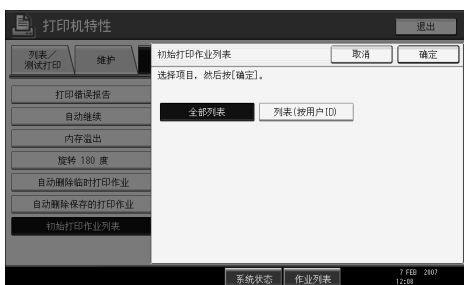 打印机特性
退出
列表/
测试打印
维护
初始打印作业列表
取消
确定
选择项目，然后按[确定]。
打印错误报告
全部列表
列表(按用户ID)
自动继续
内存溢出
旋转 180 度
自动删除临时打印作业
自动删除保存的打印作业
初始打印作业列表
系统状态
作业列表
7 FEB 2007
12:08